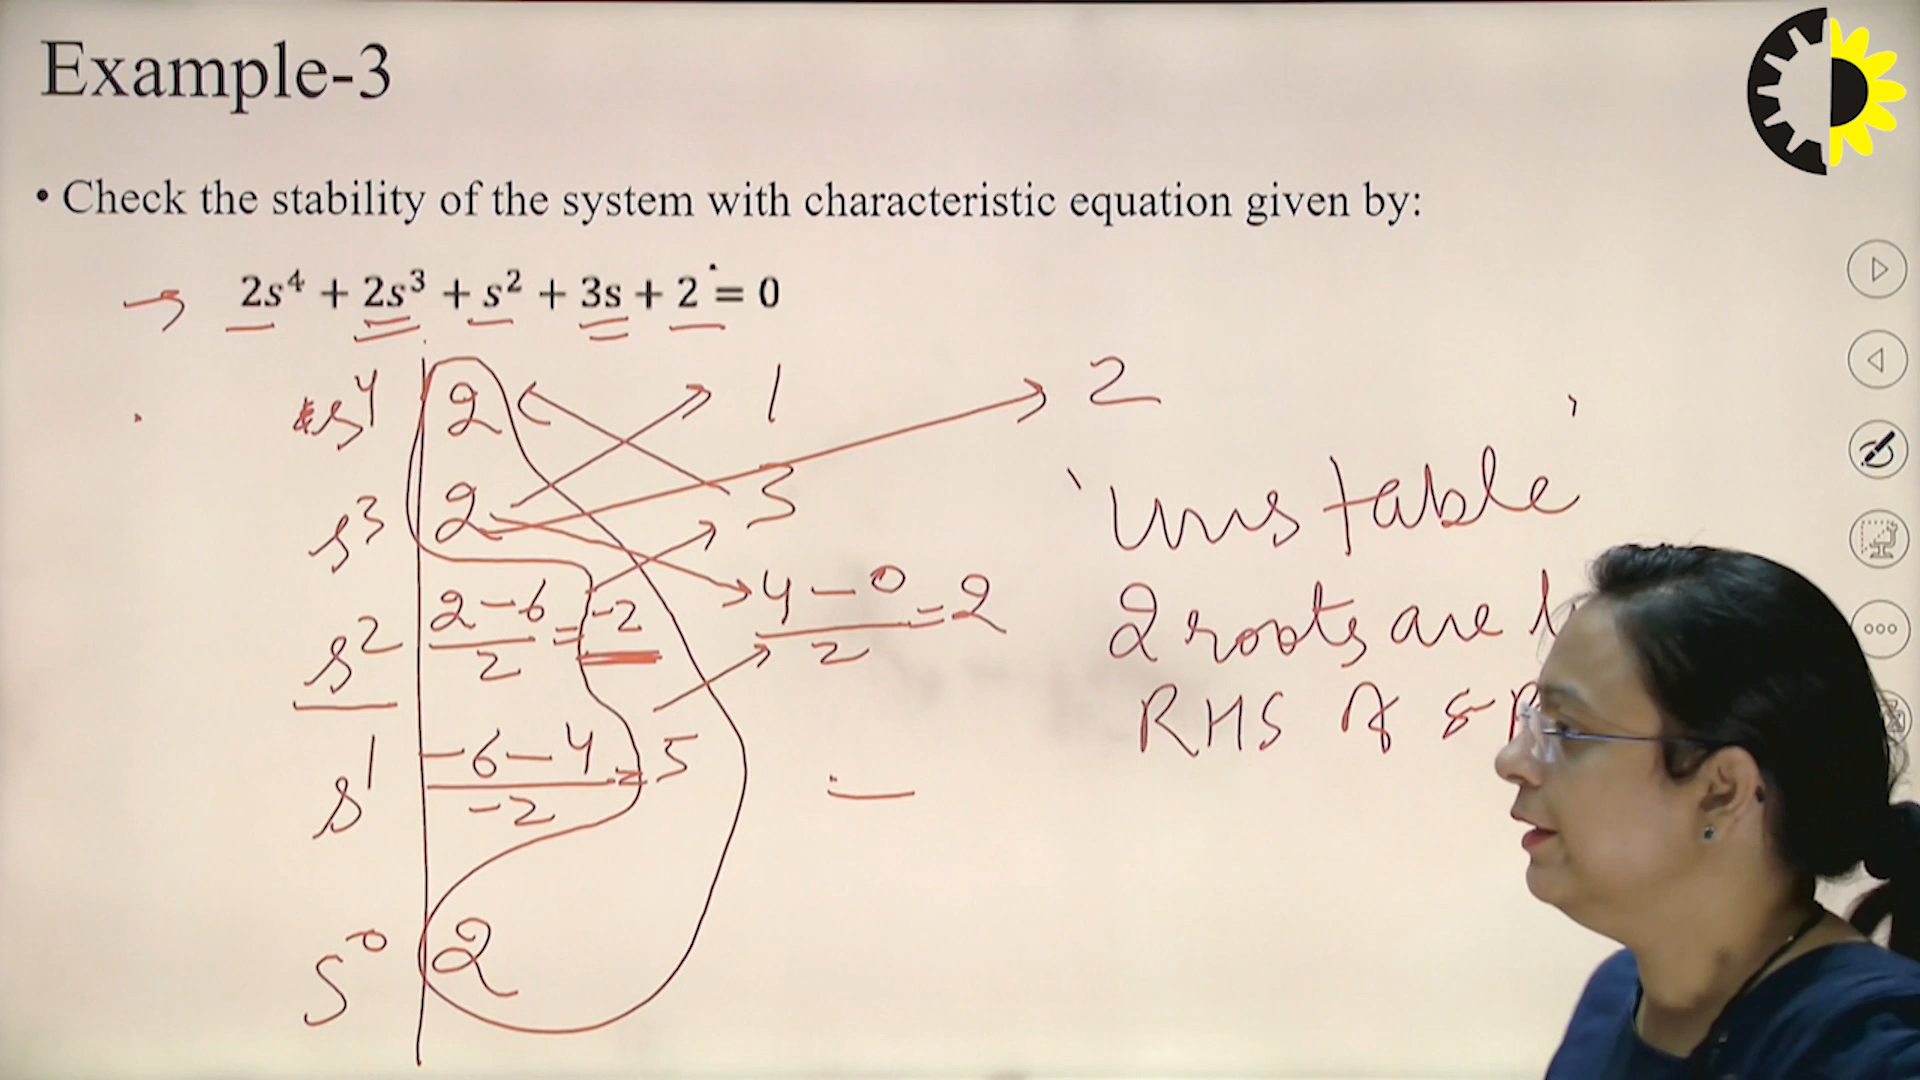 Example-3
• Check the stability of the system with characteristic equation given by:
2s⁴ + 2s³ + s² + 3s + 2 = 0
s⁴ 2 1 2
s³ 2 3
s² 2-6/2 = -2 4-0/2 = 2
s¹ -6-4/-2 = 5
s⁰ 2
'unstable'
2 roots are
RHS of s-